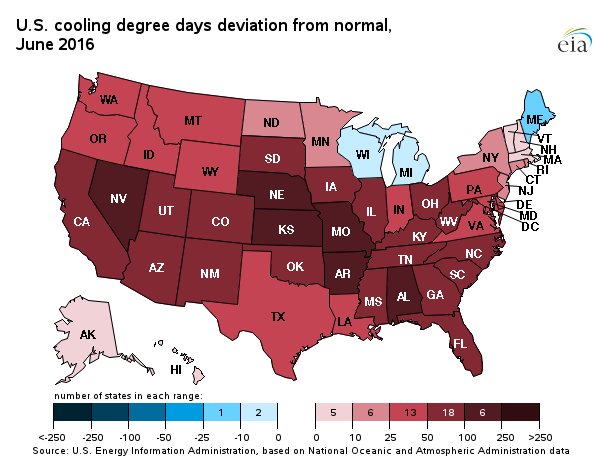 U.S. cooling degree days deviation from normal,
June 2016
eia
WA
MT
ND
MN
ME
OR
ID
WY
SD
WI
MI
NY
VT
NH
MA
RI
CT
NV
UT
CO
NE
IA
IL
IN
OH
PA
NJ
DE
MD
DC
CA
KS
MO
KY
WV
VA
AZ
NM
OK
AR
TN
NC
SC
TX
LA
MS
AL
GA
FL
AK
HI
number of states in each range:
1 2 5 6 13 18 6
<-250 -250 -100 -50 -25 -10 0 0 10 25 50 100 250 >250
Source: U.S. Energy Information Administration, based on National Oceanic and Atmospheric Administration data